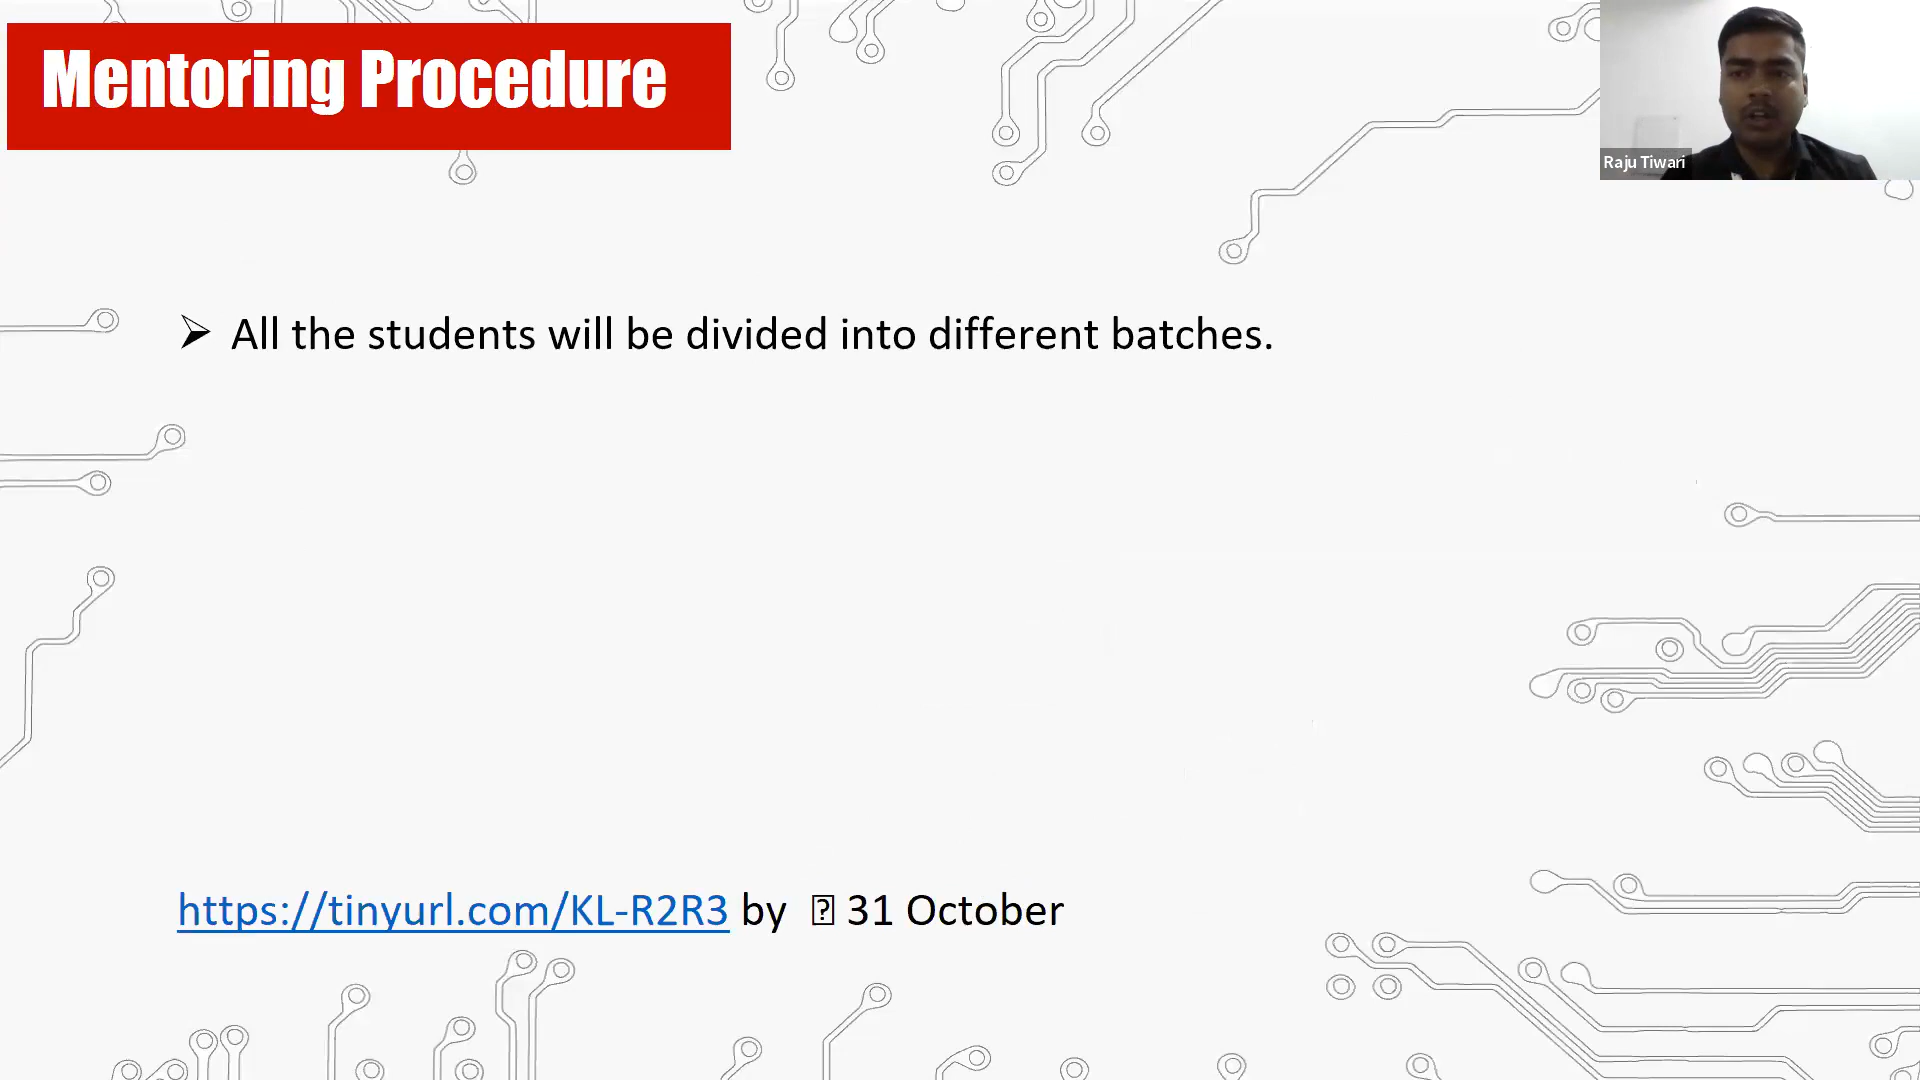 Mentoring Procedure
Raju Tiwari
➢ All the students will be divided into different batches.
https://tinyurl.com/KL-R2R3 by 31 October